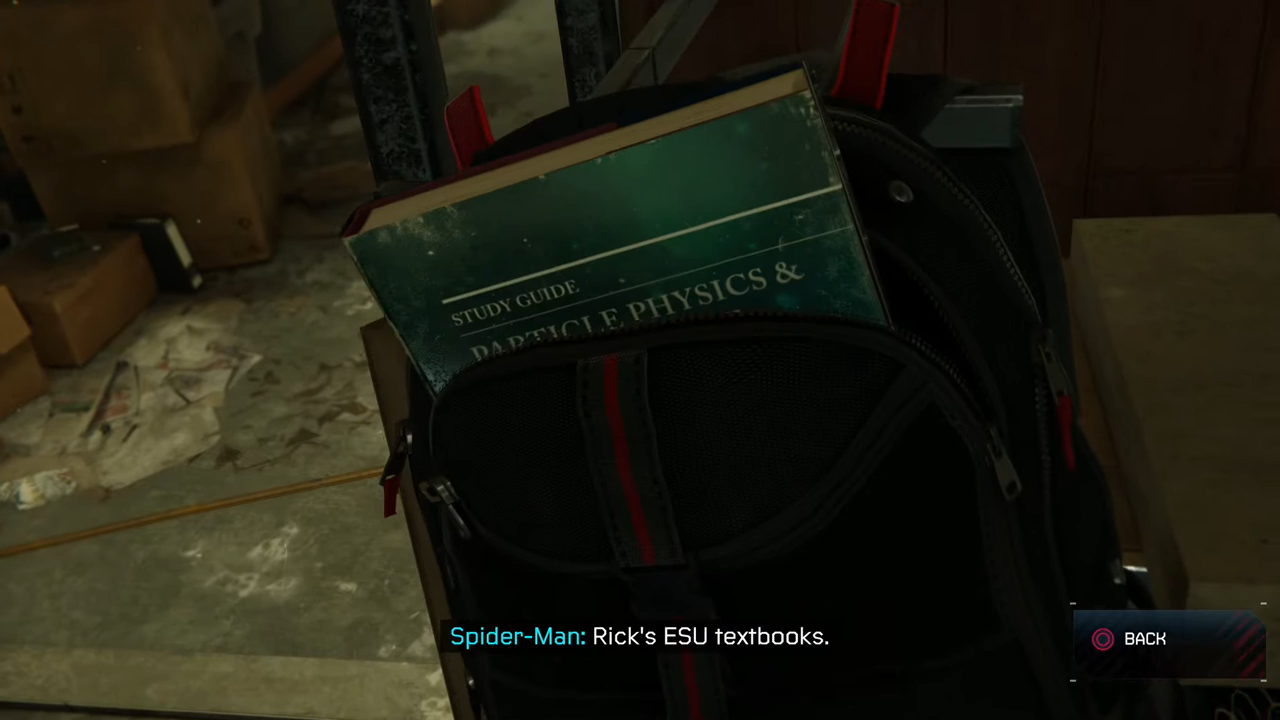 STUDY GUIDE
PARTICLE PHYSICS &
Spider-Man: Rick's ESU textbooks.
BACK